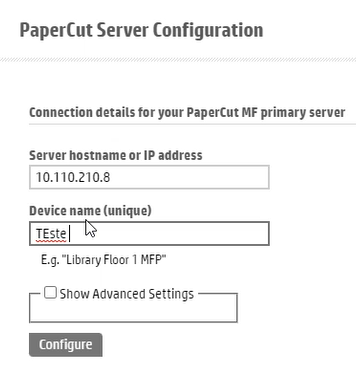 PaperCut Server Configuration
Connection details for your PaperCut MF primary server
Server hostname or IP address
10.110.210.8
Device name (unique)
TEste
E.g. "Library Floor 1 MFP"
Show Advanced Settings
Configure